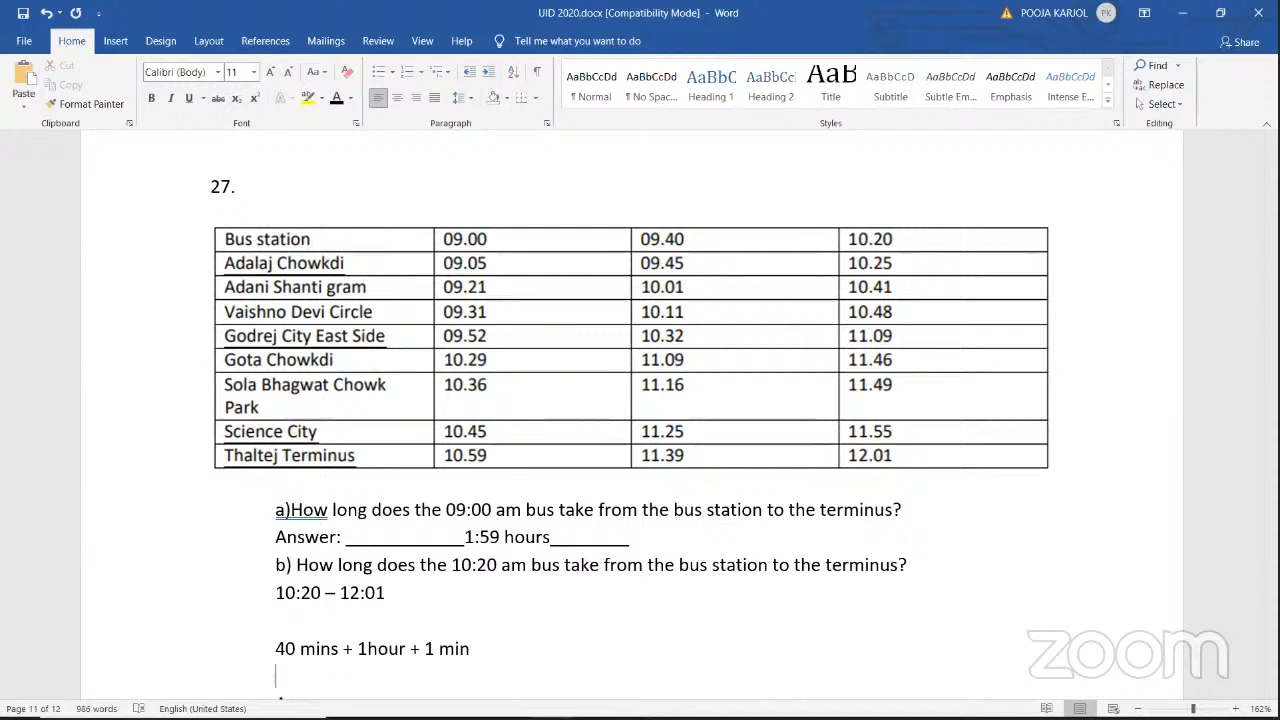 UID 2020.docx [Compatibility Mode] - Word
POOJA KARJOL PK
File Home Insert Design Layout References Mailings Review View Help Tell me what you want to do Share
Paste Cut Copy Format Painter
Calibri (Body) 11
AaBbCcDd AaBbCcDd AaBbC AaBbCc AaB AaBbCcDd AaBbCcDd AaBbCcDd AaBbCcDd
¶ Normal ¶ No Spac... Heading 1 Heading 2 Title Subtitle Subtle Em... Emphasis Intense E...
Find Replace Select
Clipboard Font Paragraph Styles Editing
27.
Bus station 09.00 09.40 10.20
Adalaj Chowkdi 09.05 09.45 10.25
Adani Shanti gram 09.21 10.01 10.41
Vaishno Devi Circle 09.31 10.11 10.48
Godrej City East Side 09.52 10.32 11.09
Gota Chowkdi 10.29 11.09 11.46
Sola Bhagwat Chowk 10.36 11.16 11.49
Park
Science City 10.45 11.25 11.55
Thaltej Terminus 10.59 11.39 12.01
a)How long does the 09:00 am bus take from the bus station to the terminus?
Answer: ____________1:59 hours________
b) How long does the 10:20 am bus take from the bus station to the terminus?
10:20 – 12:01
40 mins + 1hour + 1 min
zoom
Page 11 of 12 986 words English (United States) 162%